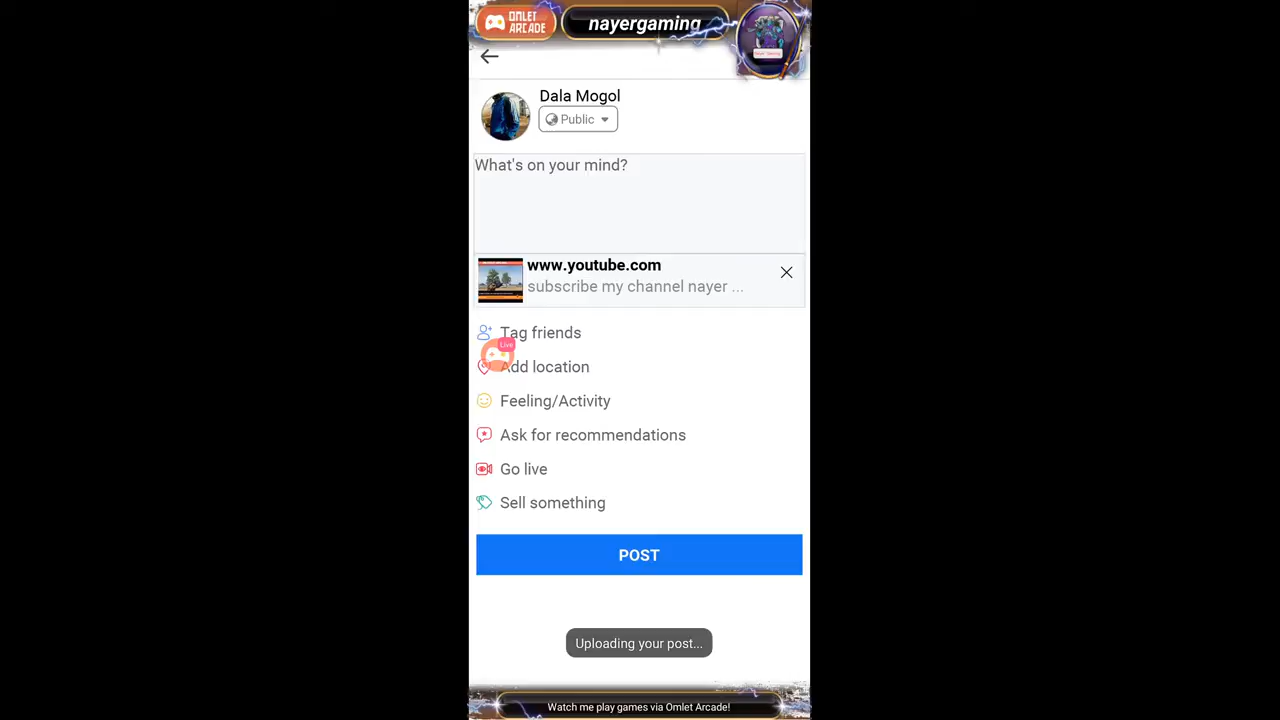 OMLET
ARCADE
nayergaming
Dala Mogol
Public
What's on your mind?
www.youtube.com
subscribe my channel nayer ...
Tag friends
Live
Add location
Feeling/Activity
Ask for recommendations
Go live
Sell something
POST
Uploading your post...
Watch me play games via Omlet Arcade!